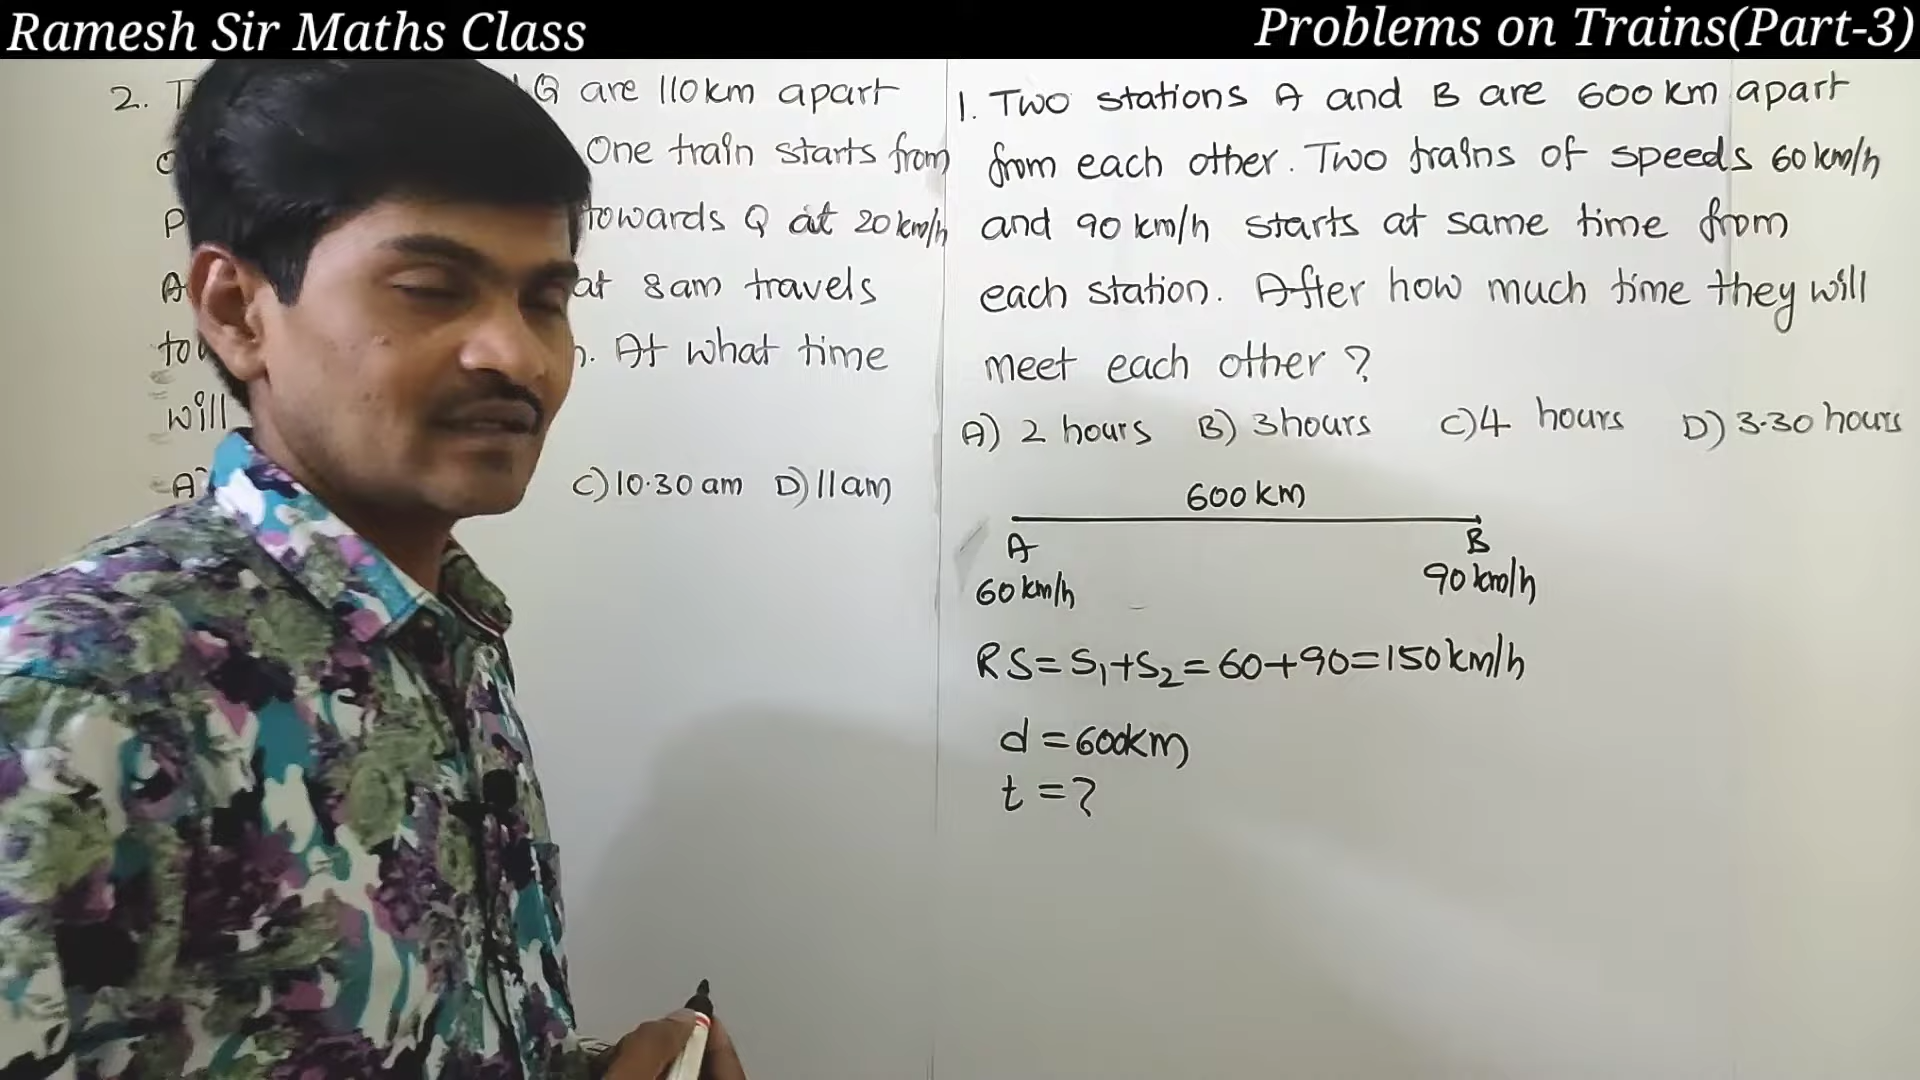 Ramesh Sir Maths Class
Problems on Trains(Part-3)
2. Q are 110km apart
One train starts from
P towards Q at 20 km/h
at 8am travels
At what time
will
A) C)10.30 am D)11am
1. Two stations A and B are 600 km apart
from each other. Two trains of speeds 60 km/h
and 90 km/h starts at same time from
each station. After how much time they will
meet each other ?
A) 2 hours B) 3 hours C)4 hours D) 3.30 hours
600 km
A B
60 km/h 90 km/h
RS = S₁+S₂ = 60+90=150 km/h
d = 600km
t = ?